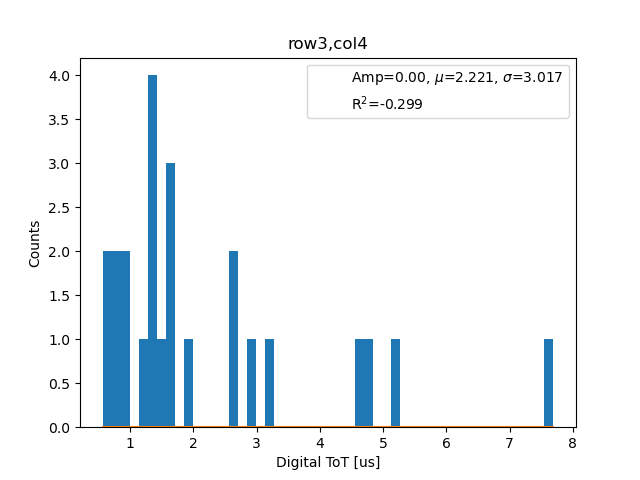 row3,col4
Amp=0.00, μ=2.221, σ=3.017
R²=-0.299
4.0
3.5
3.0
2.5
2.0
1.5
1.0
0.5
0.0
Counts
1 2 3 4 5 6 7 8
Digital ToT [us]